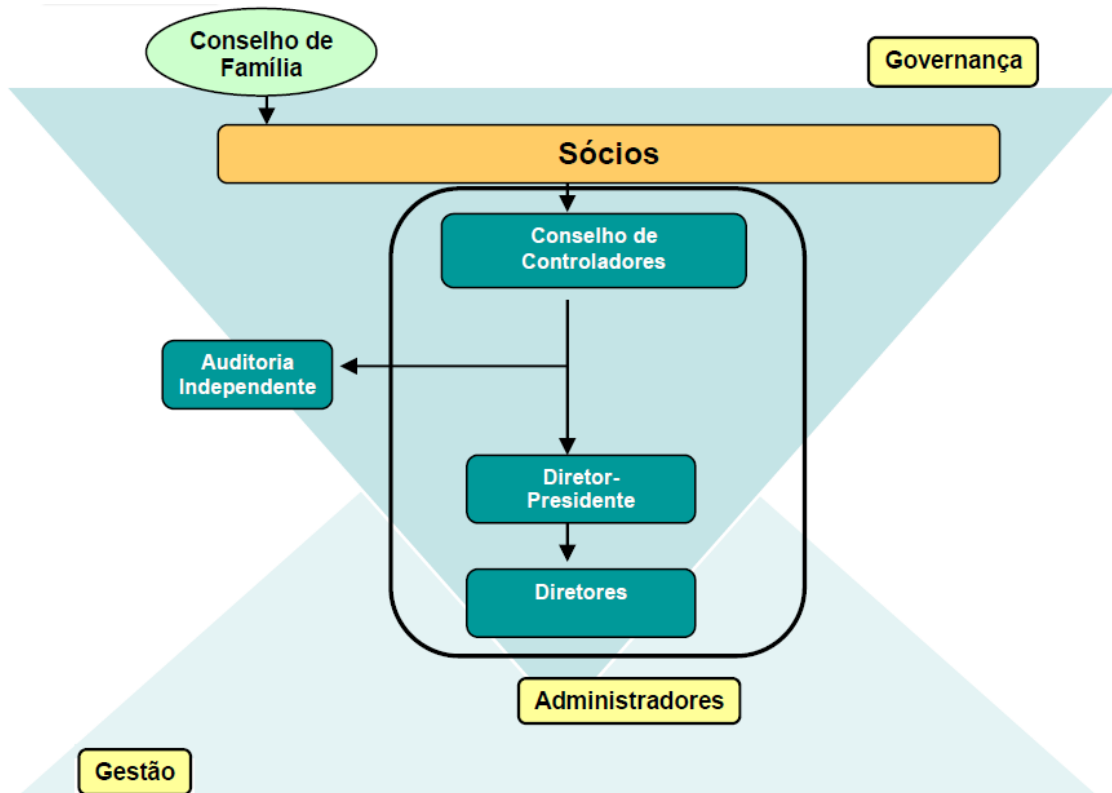 Conselho de
Família
Governança
Sócios
Conselho de
Controladores
Auditoria
Independente
Diretor-
Presidente
Diretores
Administradores
Gestão